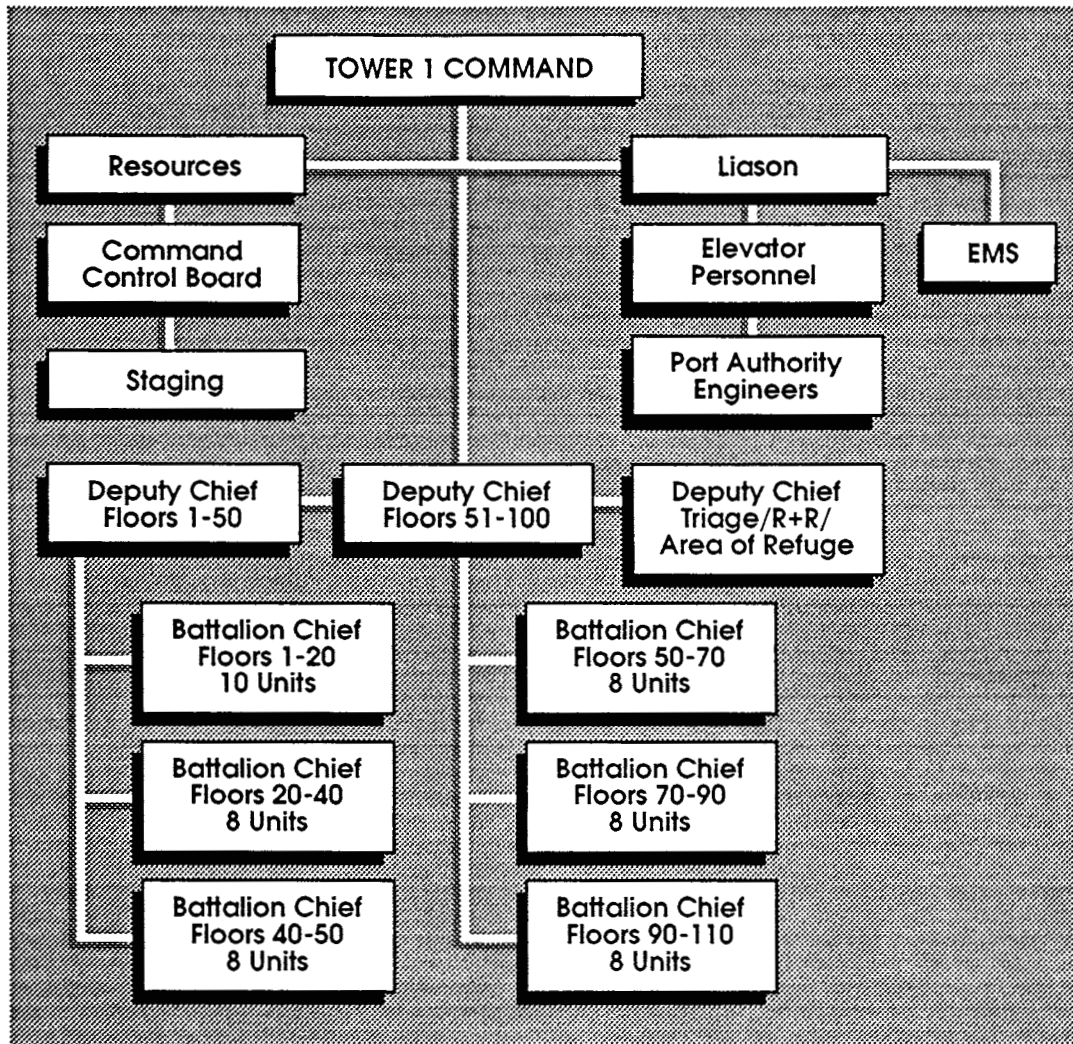 TOWER 1 COMMAND
Resources
Liason
Command
Control Board
Elevator
Personnel
EMS
Staging
Port Authority
Engineers
Deputy Chief
Floors 1-50
Deputy Chief
Floors 51-100
Deputy Chief
Triage/R+R/
Area of Refuge
Battalion Chief
Floors 1-20
10 Units
Battalion Chief
Floors 50-70
8 Units
Battalion Chief
Floors 20-40
8 Units
Battalion Chief
Floors 70-90
8 Units
Battalion Chief
Floors 40-50
8 Units
Battalion Chief
Floors 90-110
8 Units